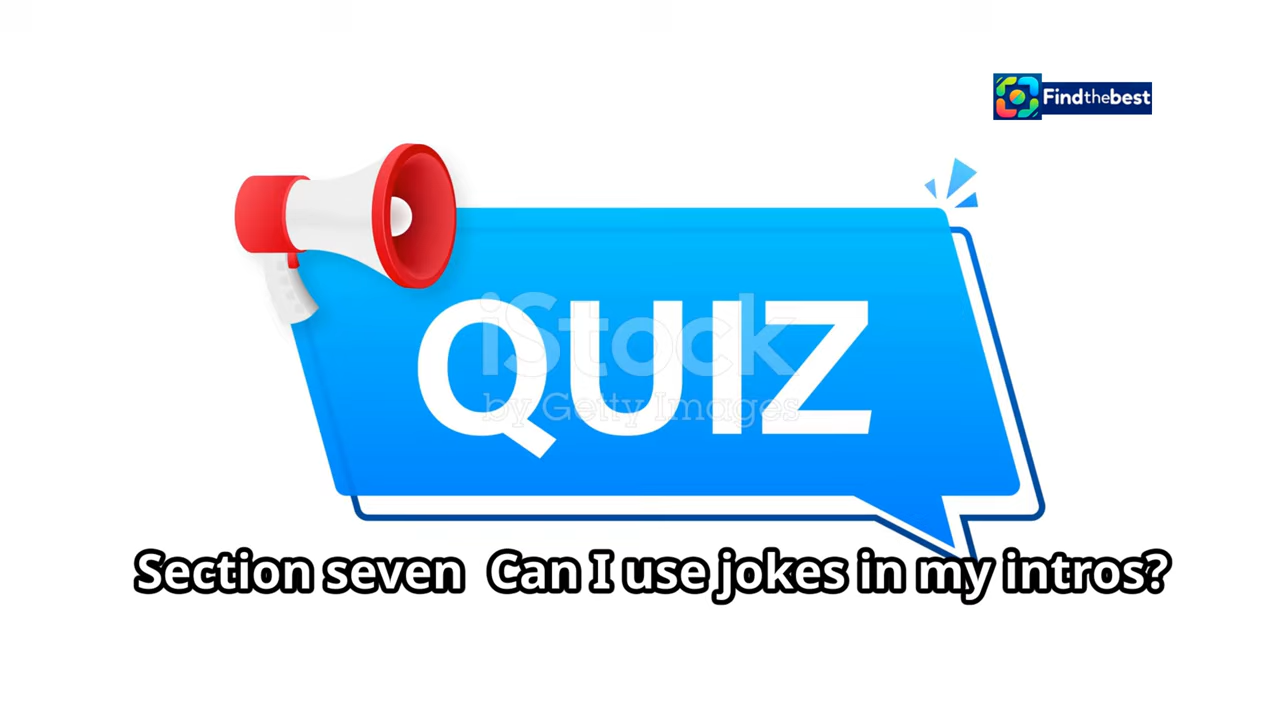 Findthebest
QUIZ
iStock
by Getty Images
Section seven  Can I use jokes in my intros?